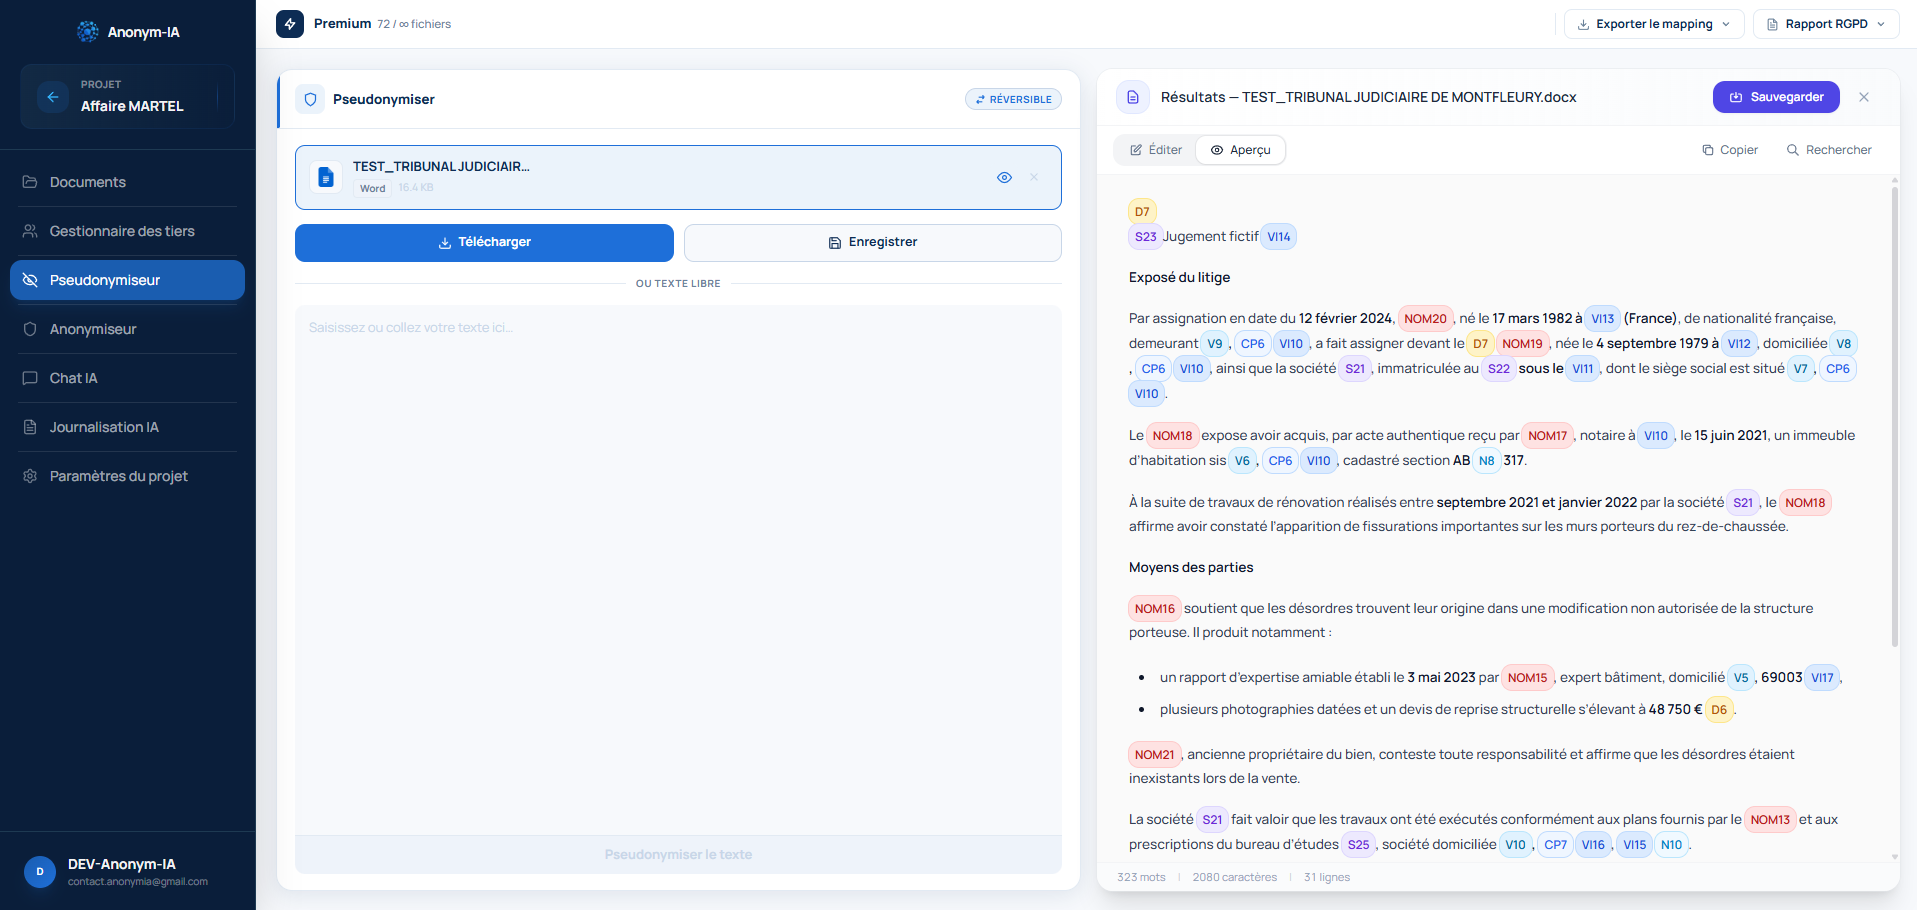 Anonym-IA
PROJET
Affaire MARTEL
Documents
Gestionnaire des tiers
Pseudonymiseur
Anonymiseur
Chat IA
Journalisation IA
Paramètres du projet
D
DEV-Anonym-IA
contact.anonymia@gmail.com
Premium 72 / ∞ fichiers
Exporter le mapping
Rapport RGPD
Pseudonymiser
RÉVERSIBLE
TEST_TRIBUNAL JUDICIAIR...
Word 16.4 KB
Télécharger
Enregistrer
OU TEXTE LIBRE
Saisissez ou collez votre texte ici...
Pseudonymiser le texte
Résultats — TEST_TRIBUNAL JUDICIAIRE DE MONTFLEURY.docx
Sauvegarder
Éditer
Aperçu
Copier
Rechercher
D7
S23 Jugement fictif VI14
Exposé du litige
Par assignation en date du 12 février 2024, NOM20, né le 17 mars 1982 à VI13 (France), de nationalité française,
demeurant V9, CP6 VI10, a fait assigner devant le D7 NOM19, née le 4 septembre 1979 à VI12, domiciliée V8
, CP6 VI10, ainsi que la société S21, immatriculée au S22 sous le VI11, dont le siège social est situé V7, CP6
VI10.
Le NOM18 expose avoir acquis, par acte authentique reçu par NOM17, notaire à VI10, le 15 juin 2021, un immeuble
d'habitation sis V6, CP6 VI10, cadastré section AB N8 317.
À la suite de travaux de rénovation réalisés entre septembre 2021 et janvier 2022 par la société S21, le NOM18
affirme avoir constaté l'apparition de fissurations importantes sur les murs porteurs du rez-de-chaussée.
Moyens des parties
NOM16 soutient que les désordres trouvent leur origine dans une modification non autorisée de la structure
porteuse. Il produit notamment :
• un rapport d'expertise amiable établi le 3 mai 2023 par NOM15, expert bâtiment, domicilié V5, 69003 VI17,
• plusieurs photographies datées et un devis de reprise structurelle s'élevant à 48 750 € D6.
NOM21, ancienne propriétaire du bien, conteste toute responsabilité et affirme que les désordres étaient
inexistants lors de la vente.
La société S21 fait valoir que les travaux ont été exécutés conformément aux plans fournis par le NOM13 et aux
prescriptions du bureau d'études S25, société domiciliée V10, CP7 VI16, VI15 N10.
323 mots | 2080 caractères | 31 lignes